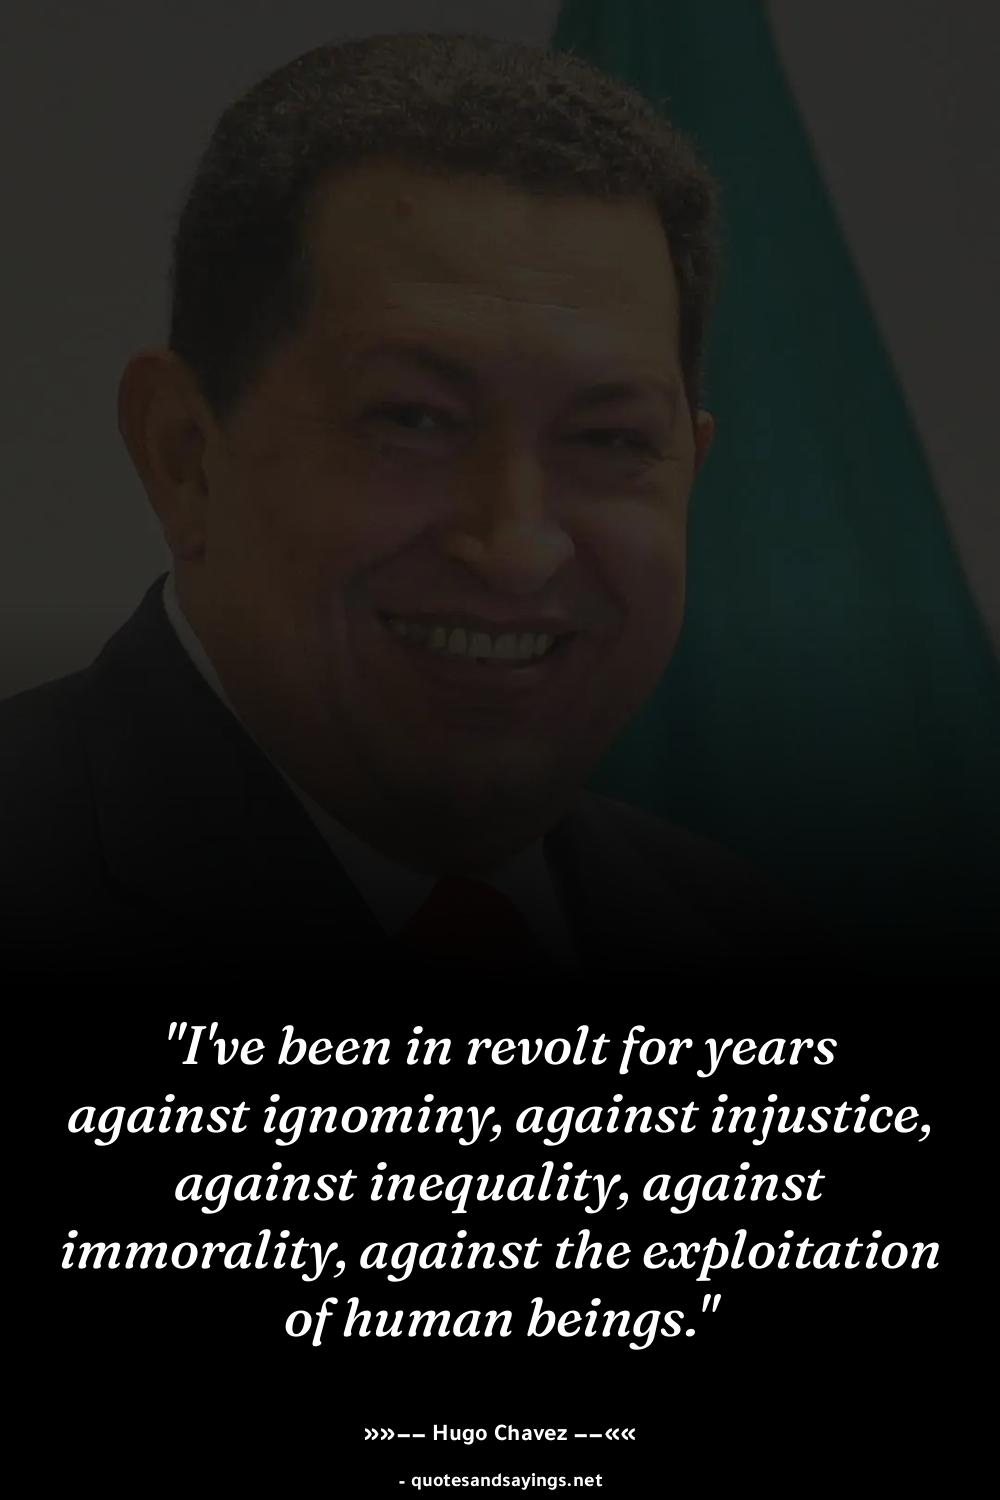 "I've been in revolt for years
against ignominy, against injustice,
against inequality, against
immorality, against the exploitation
of human beings."
»»–– Hugo Chavez ––««
- quotesandsayings.net